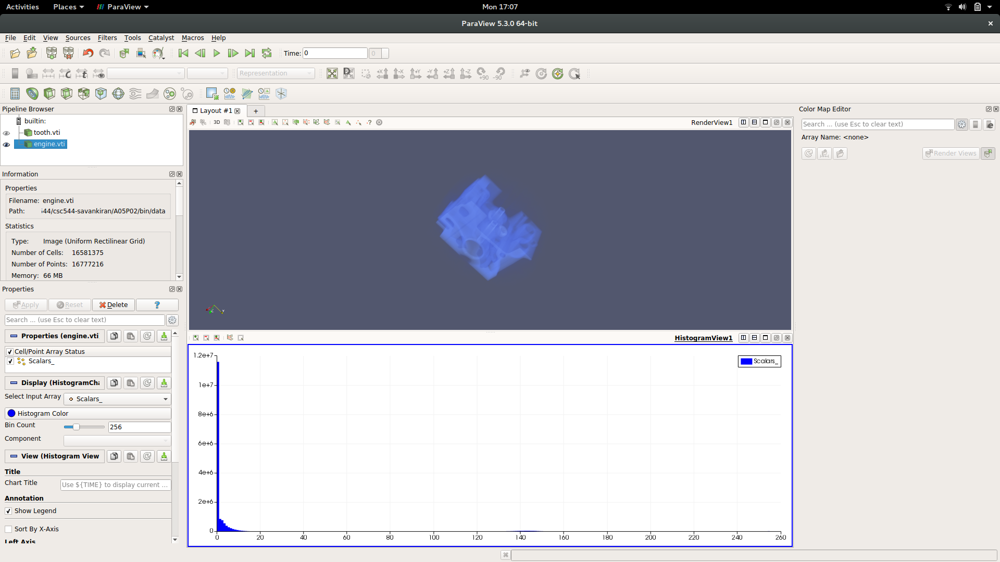 Activities Places ParaView Mon 17:07
ParaView 5.3.0 64-bit
File Edit View Sources Filters Tools Catalyst Macros Help
Time: 0 0
Representation
+X -X +Y -Y +Z -Z +90 -90
Pipeline Browser
builtin:
tooth.vti
engine.vti
Information
Properties
Filename: engine.vti
Path: 544/csc544-savankiran/A05P02/bin/data
Statistics
Type: Image (Uniform Rectilinear Grid)
Number of Cells: 16581375
Number of Points: 16777216
Memory: 66 MB
Properties
Apply Reset Delete ?
Search ... (use Esc to clear text)
Properties (engine.vti
Cell/Point Array Status
Scalars_
Display (HistogramCha
Select Input Array Scalars_
Histogram Color
Bin Count 256
Component
View (Histogram View
Title
Chart Title Use ${TIME} to display current ...
Annotation
Show Legend
Sort By X-Axis
Left Axis
Layout #1 +
3D RenderView1
HistogramView1
1.2e+7
1e+7
8e+6
6e+6
4e+6
2e+6
0
0 20 40 60 80 100 120 140 160 180 200 220 240 260
Scalars_
Color Map Editor
Search ... (use Esc to clear text)
Array Name: <none>
Render Views